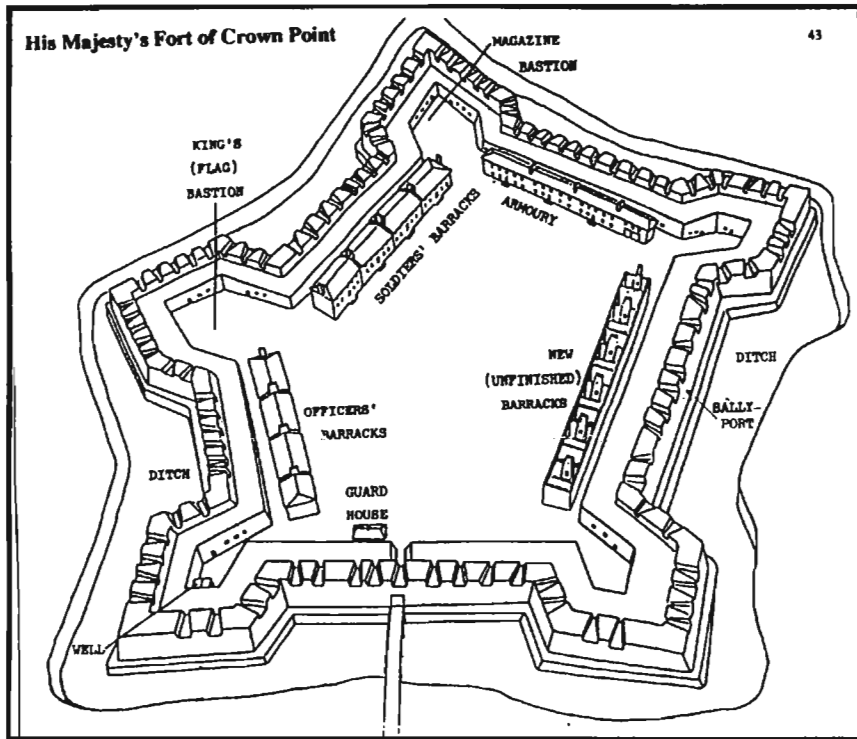 His Majesty's Fort of Crown Point
43
MAGAZINE
BASTION
KING'S
(FLAG)
BASTION
SOLDIERS' BARRACKS
ARMOURY
NEW
(UNFINISHED)
BARRACKS
DITCH
SALLY-
PORT
OFFICERS'
BARRACKS
DITCH
GUARD
HOUSE
WELL